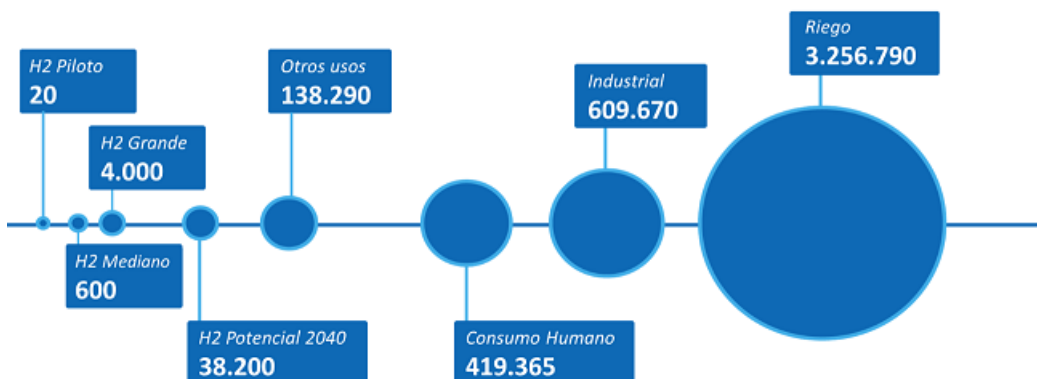 H2 Piloto
20
H2 Mediano
600
H2 Grande
4.000
H2 Potencial 2040
38.200
Otros usos
138.290
Consumo Humano
419.365
Industrial
609.670
Riego
3.256.790